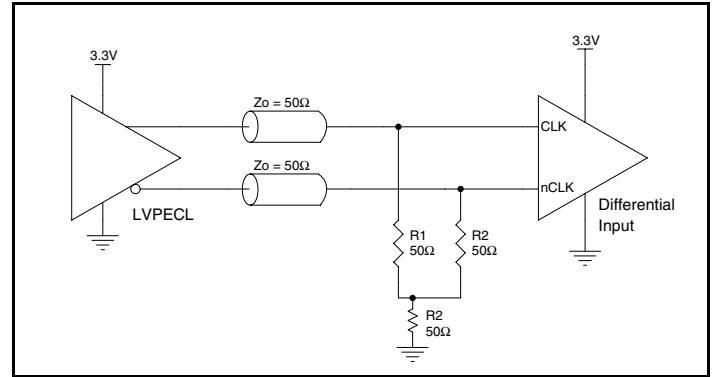 3.3V
3.3V
Zo = 50Ω
CLK
Zo = 50Ω
nCLK
LVPECL
Differential
Input
R1
50Ω
R2
50Ω
R2
50Ω